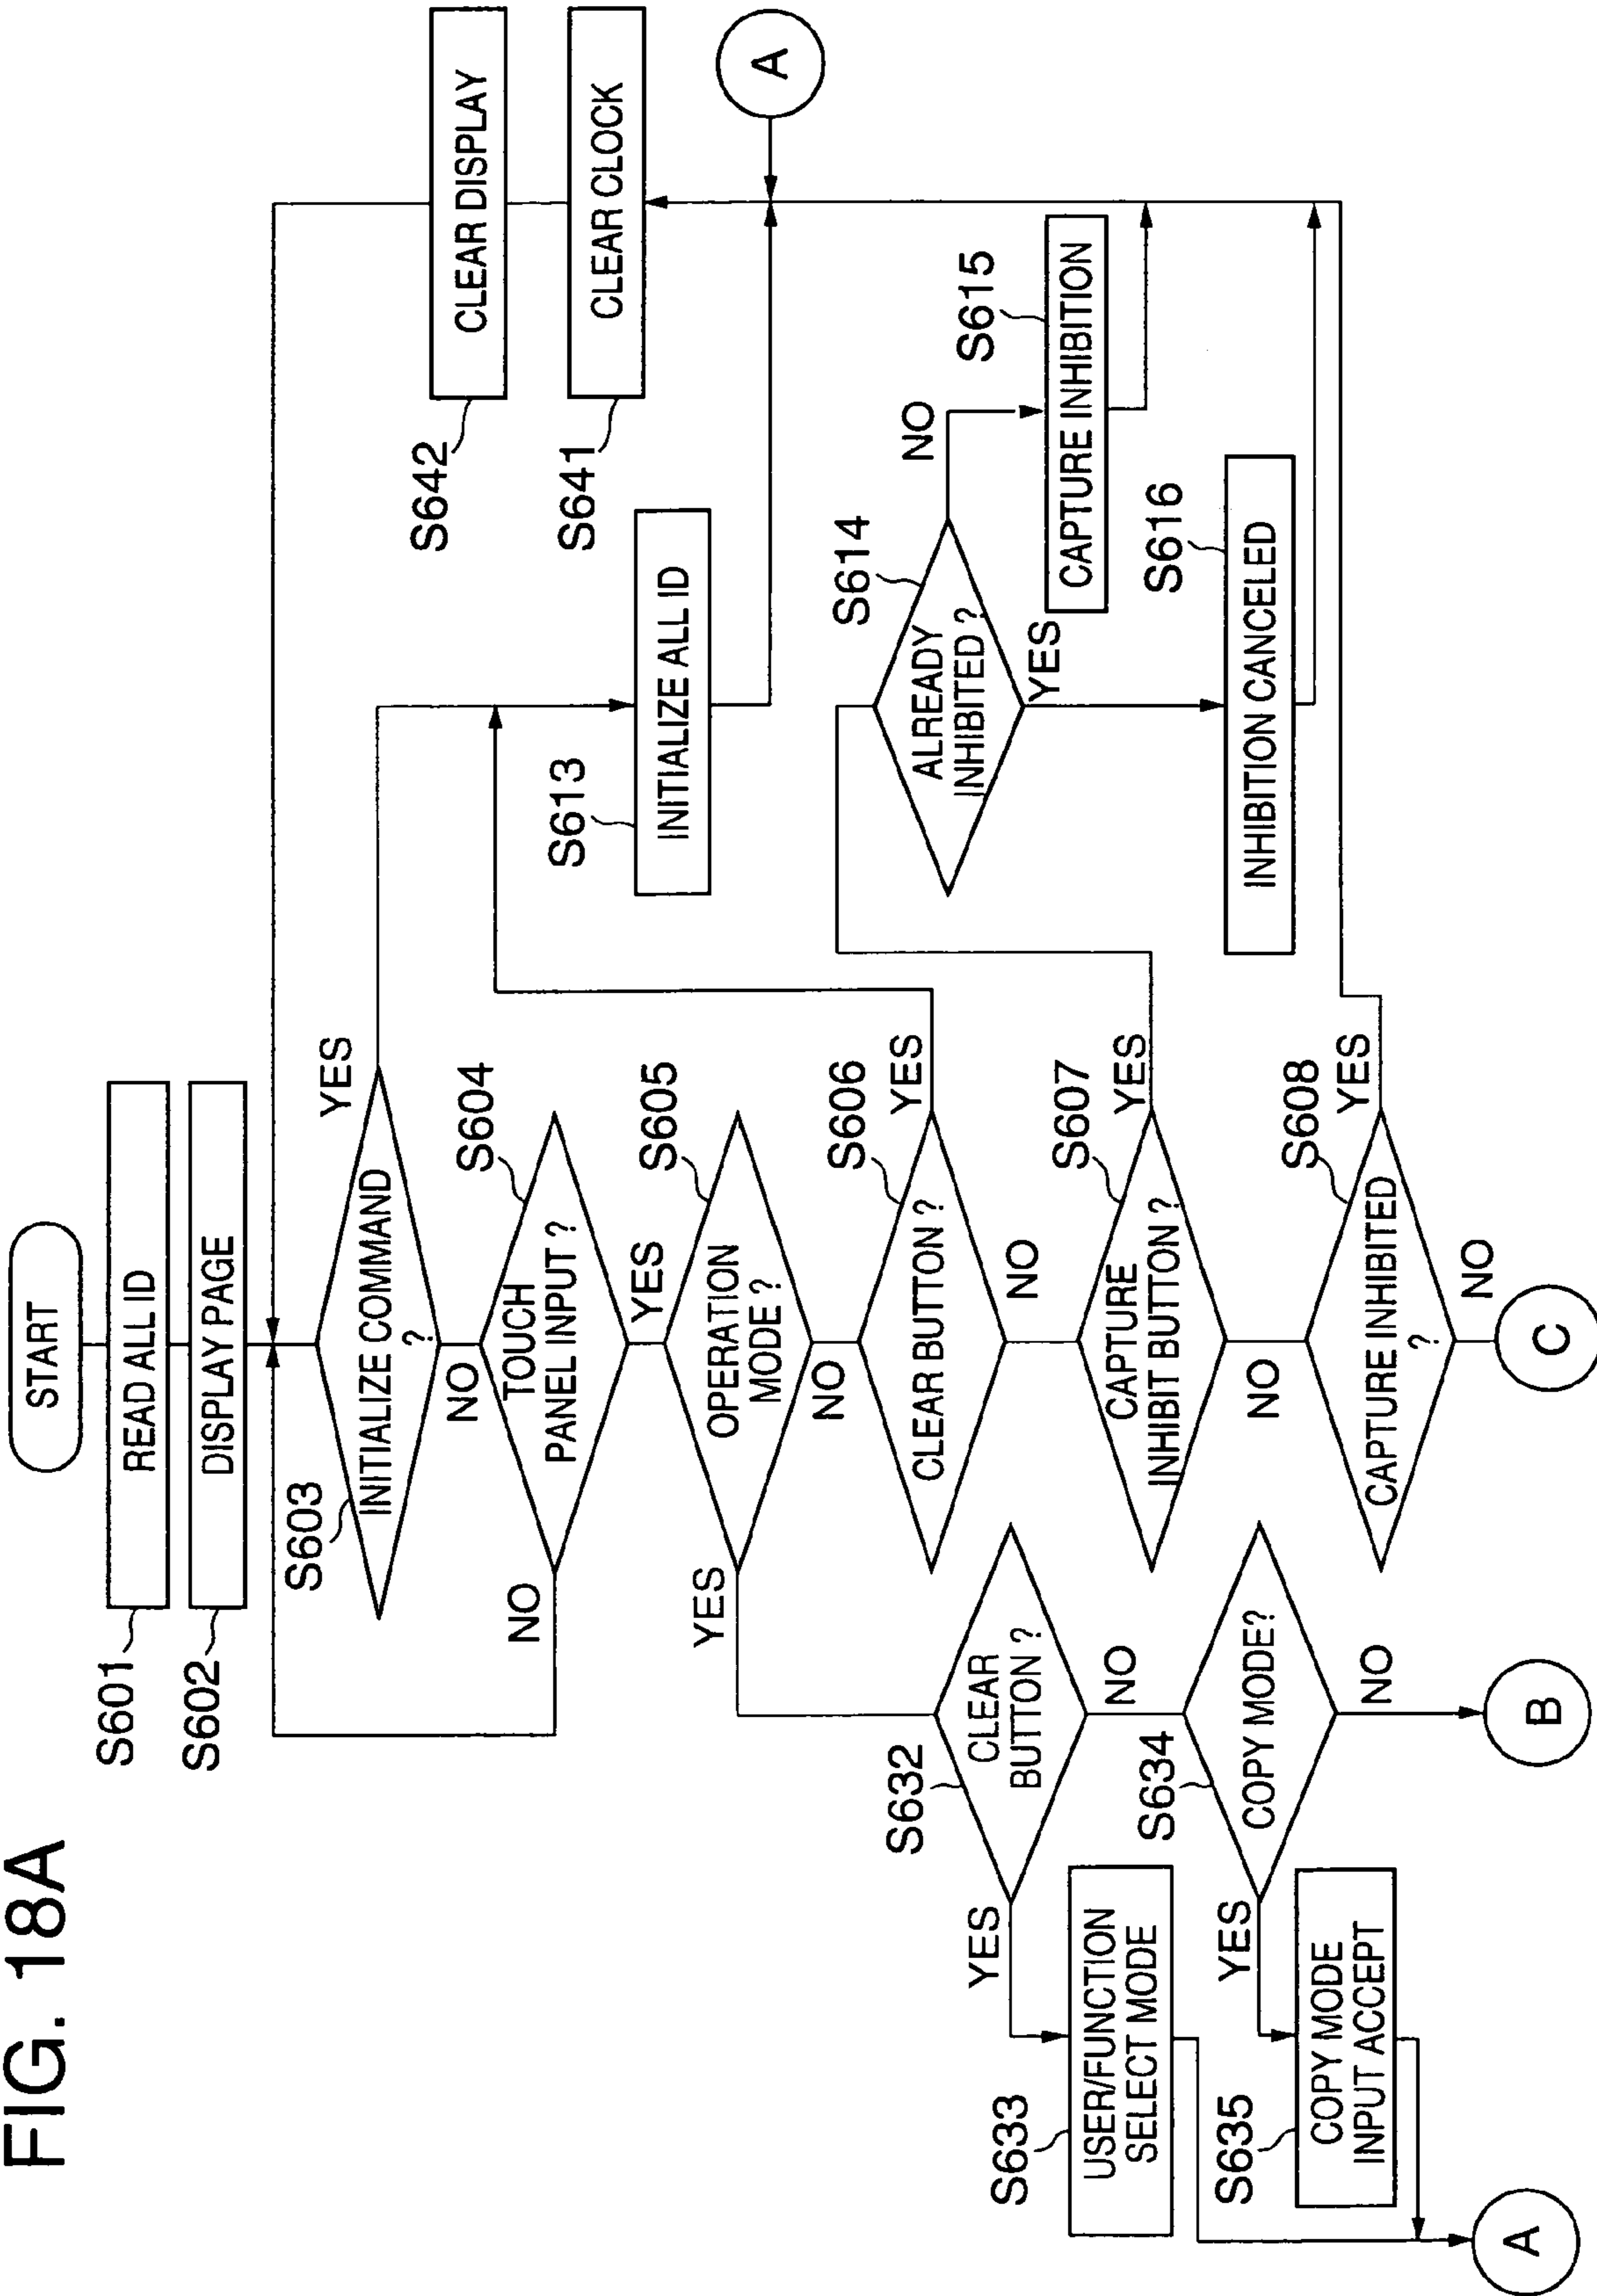 FIG. 18A
START
S601
READ ALL ID
S602
DISPLAY PAGE
S603
INITIALIZE COMMAND
?
YES
NO
S604
TOUCH
PANEL INPUT ?
NO
YES
S605
OPERATION
MODE ?
YES
NO
S606
CLEAR BUTTON ?
YES
NO
S607
CAPTURE
INHIBIT BUTTON ?
YES
NO
S608
CAPTURE INHIBITED
?
YES
NO
C
S632
CLEAR
BUTTON ?
YES
NO
S633
USER/FUNCTION
SELECT MODE
S634
COPY MODE?
YES
NO
S635
COPY MODE
INPUT ACCEPT
A
B
S642
CLEAR DISPLAY
S641
CLEAR CLOCK
A
S613
INITIALIZE ALL ID
S614
ALREADY
INHIBITED ?
NO
YES
S615
CAPTURE INHIBITION
S616
INHIBITION CANCELED